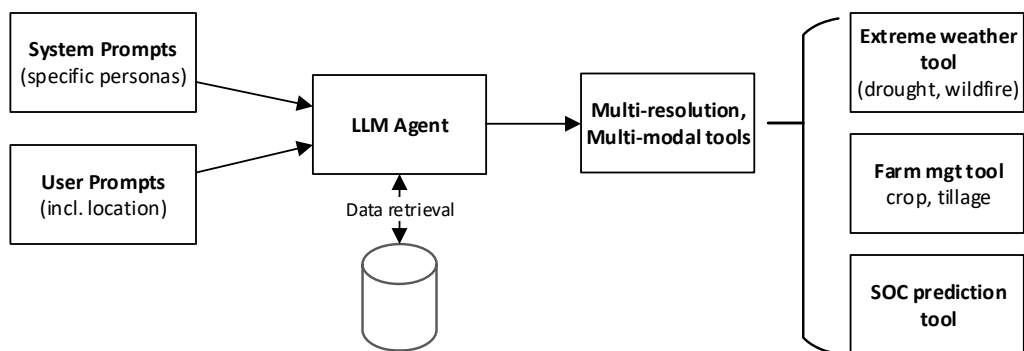 System Prompts
(specific personas)
User Prompts
(incl. location)
LLM Agent
Data retrieval
Multi-resolution,
Multi-modal tools
Extreme weather
tool
(drought, wildfire)
Farm mgt tool
crop, tillage
SOC prediction
tool